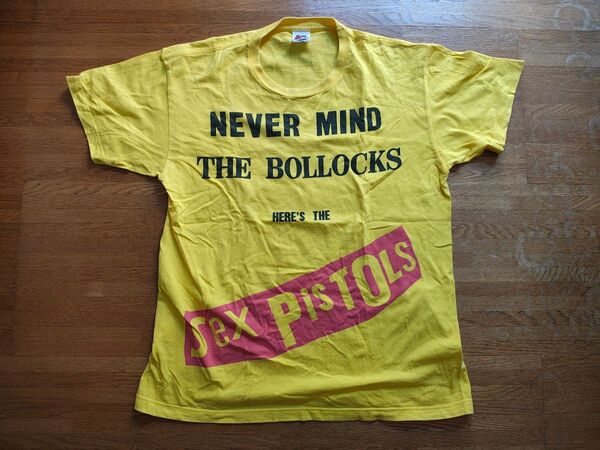 NEVER MIND
THE BOLLOCKS
HERE'S THE
Sex PisTOLs